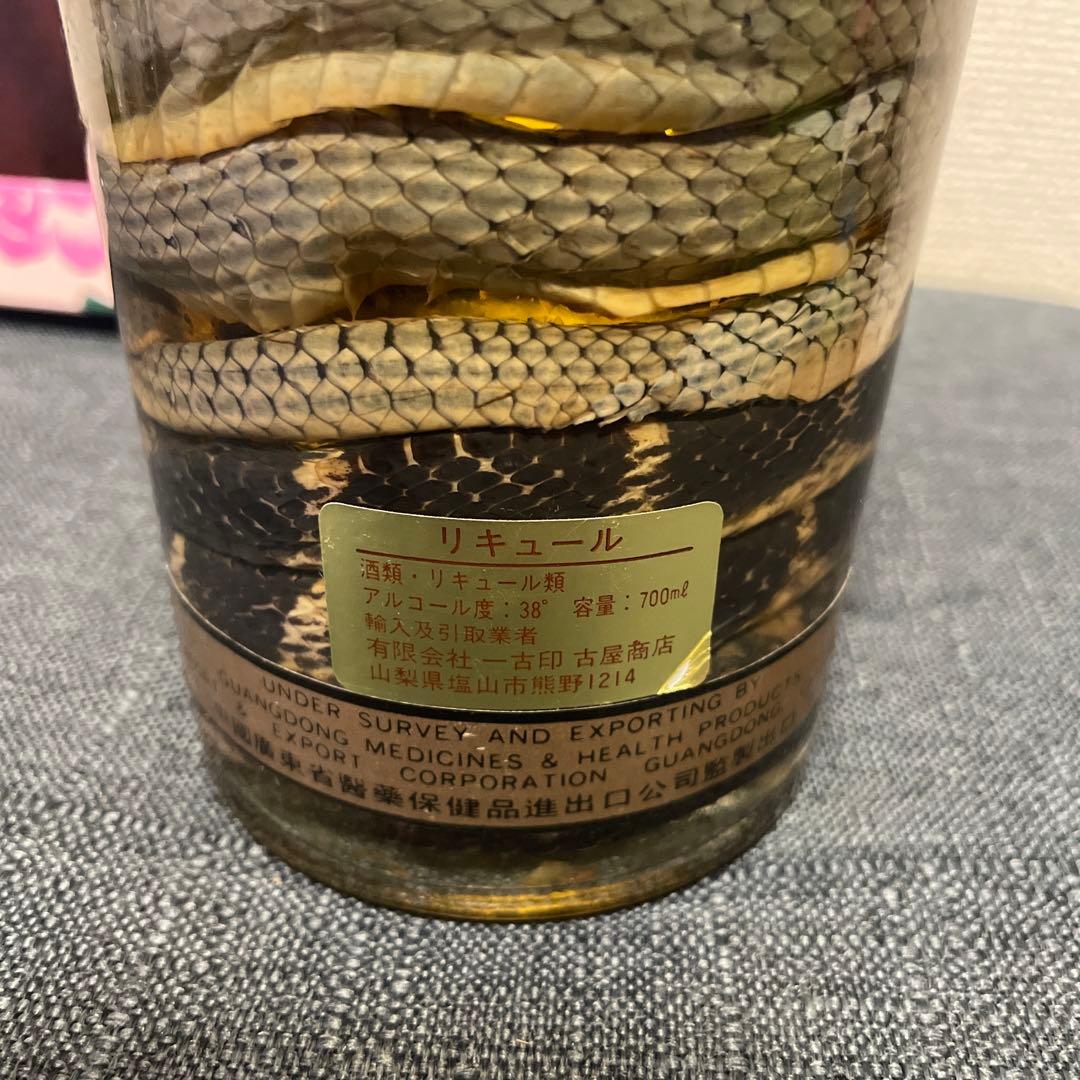 リキュール
酒類・リキュール類
アルコール度：38° 容量：700mℓ
輸入及引取業者
有限会社 一古印 古屋商店
山梨県塩山市熊野1214
UNDER SURVEY AND EXPORTING BY
GUANGDONG MEDICINES & HEALTH PRODUCTS
& EXPORT CORPORATION GUANGDONG.
國廣東省醫藥保健品進出口公司監製出口